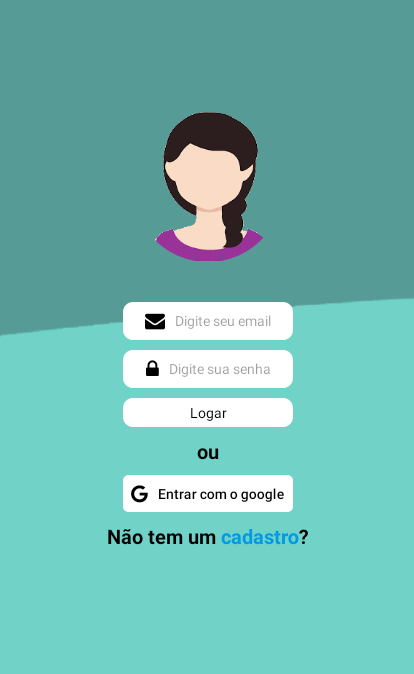 Digite seu email
Digite sua senha
Logar
ou
Entrar com o google
Não tem um cadastro?